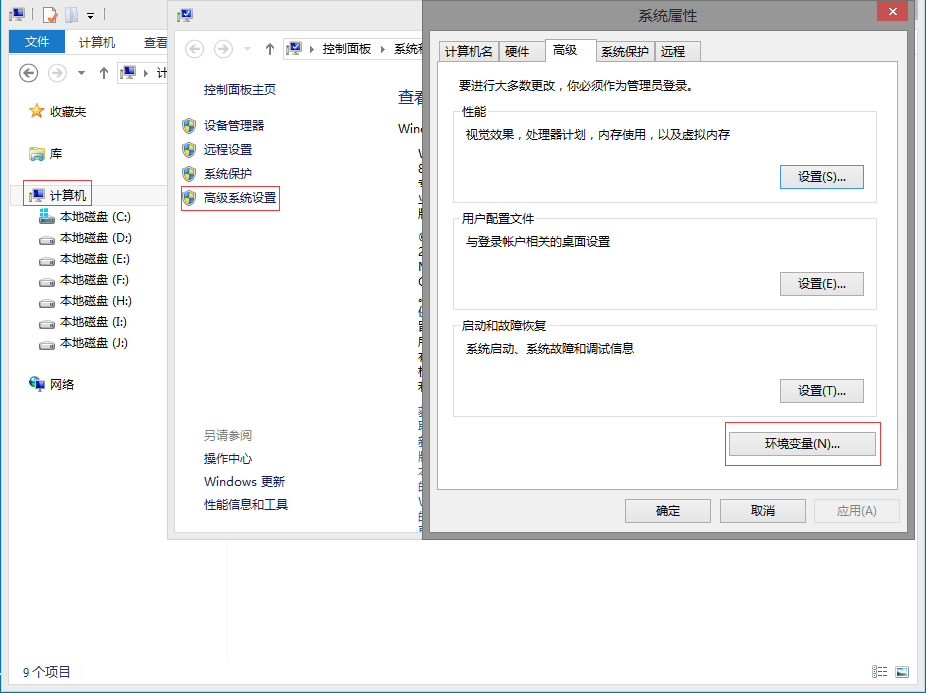 文件
计算机
查看
计
收藏夹
库
计算机
本地磁盘 (C:)
本地磁盘 (D:)
本地磁盘 (E:)
本地磁盘 (F:)
本地磁盘 (H:)
本地磁盘 (I:)
本地磁盘 (J:)
网络
9 个项目
控制面板
控制面板主页
设备管理器
远程设置
系统保护
高级系统设置
另请参阅
操作中心
Windows 更新
性能信息和工具
查看
Wind
系统属性
计算机名
硬件
高级
系统保护
远程
要进行大多数更改，你必须作为管理员登录。
性能
视觉效果，处理器计划，内存使用，以及虚拟内存
设置(S)...
用户配置文件
与登录帐户相关的桌面设置
设置(E)...
启动和故障恢复
系统启动、系统故障和调试信息
设置(T)...
环境变量(N)...
确定
取消
应用(A)